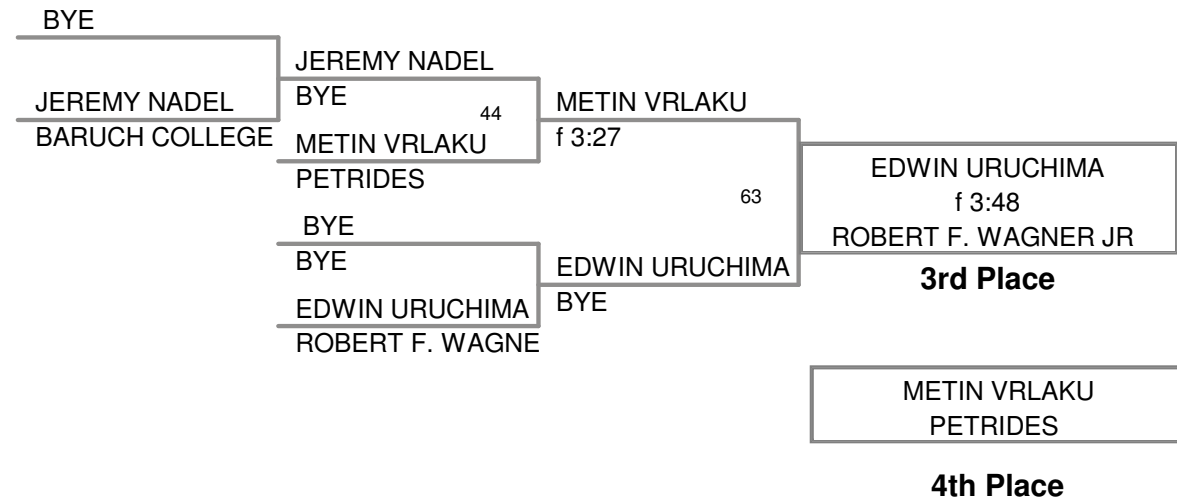 BYE
JEREMY NADEL
BARUCH COLLEGE
JEREMY NADEL
BYE
44
METIN VRLAKU
PETRIDES
BYE
BYE
EDWIN URUCHIMA
ROBERT F. WAGNE
METIN VRLAKU
f 3:27
63
EDWIN URUCHIMA
BYE
EDWIN URUCHIMA
f 3:48
ROBERT F. WAGNER JR
3rd Place
METIN VRLAKU
PETRIDES
4th Place